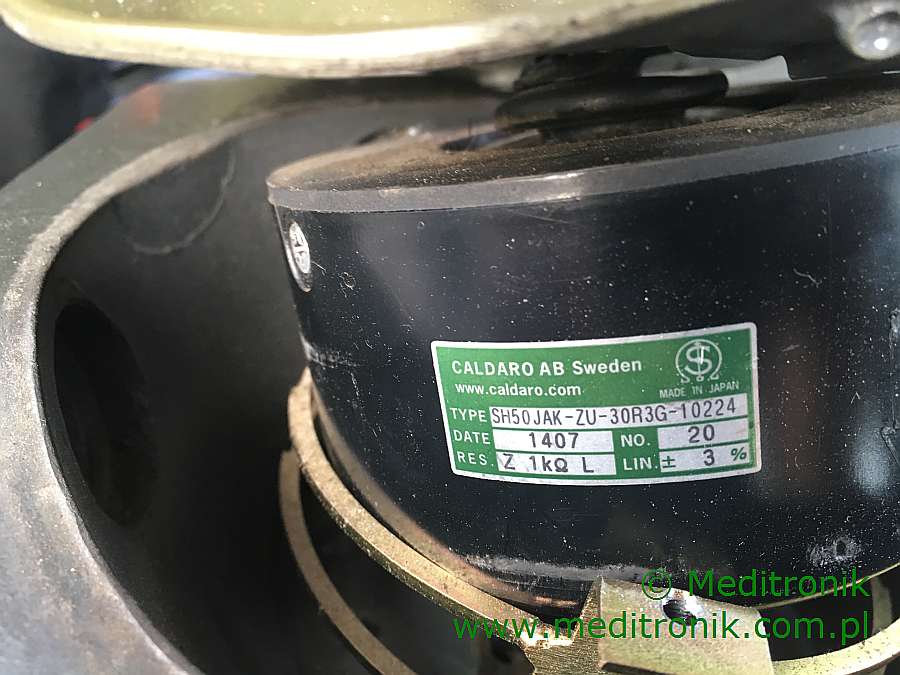 CALDARO AB Sweden
www.caldaro.com
MADE IN JAPAN
TYPE SH50JAK-ZU-30R3G-10224
DATE 1407 NO. 20
RES. Z 1kΩ L LIN. ± 3 %
© Meditronik
www.meditronik.com.pl